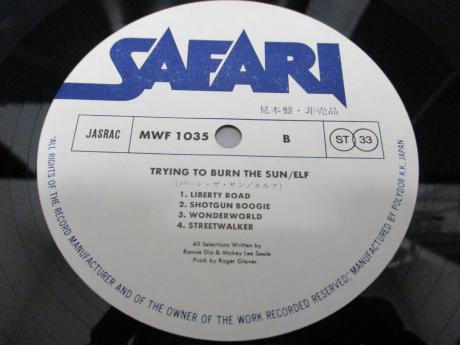 SAFARI
見本盤・非売品
JASRAC
MWF 1035
B
ST 33
TRYING TO BURN THE SUN/ELF
(バーン・ザ・サン/エルフ)
1. LIBERTY ROAD
2. SHOTGUN BOOGIE
3. WONDERWORLD
4. STREETWALKER
All Selections Written by
Ronnie Dio & Mickey Lee Soule
Prod. by Roger Glover
"ALL RIGHTS OF THE RECORD MANUFACTURER AND OF THE OWNER OF THE WORK RECORDED RESERVED", MANUFACTURED BY POLYDOR K.K. JAPAN